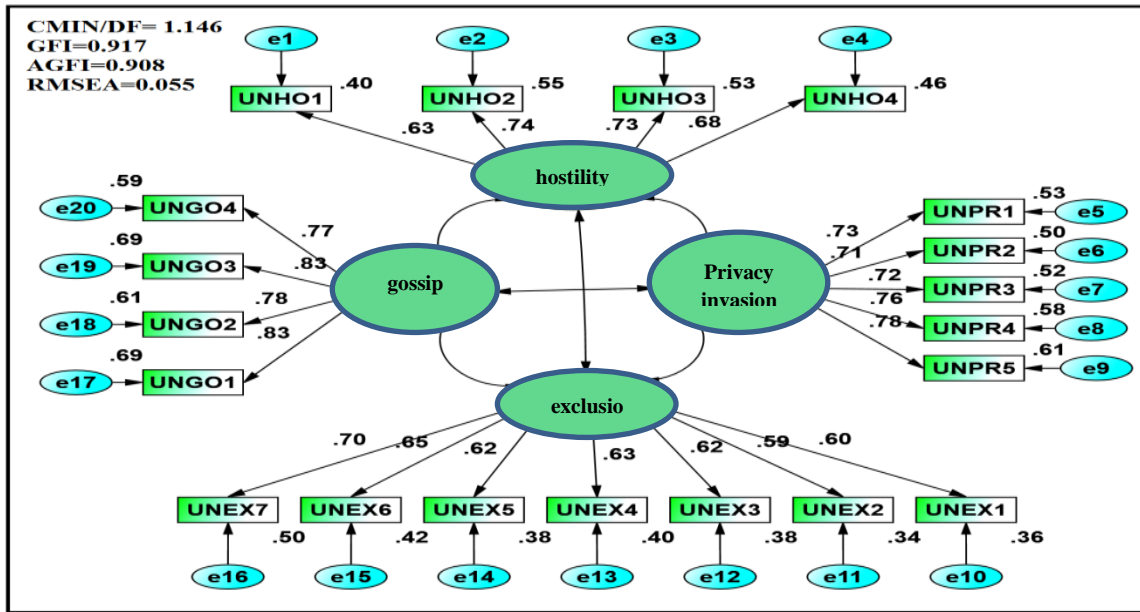 CMIN/DF= 1.146
GFI=0.917
AGFI=0.908
RMSEA=0.055
e1
e2
e3
e4
.40
.55
.53
.46
UNHO1
UNHO2
UNHO3
UNHO4
.63
.74
.73
.68
hostility
.59
e20
UNGO4
.77
.69
e19
UNGO3
.83
.61
e18
UNGO2
.78
.69
e17
UNGO1
.83
gossip
Privacy
invasion
.53
.73
UNPR1
e5
.50
.71
UNPR2
e6
.52
.72
UNPR3
e7
.58
.76
UNPR4
e8
.61
.78
UNPR5
e9
exclusio
.70
.65
.62
.63
.62
.59
.60
UNEX7
UNEX6
UNEX5
UNEX4
UNEX3
UNEX2
UNEX1
.50
.42
.38
.40
.38
.34
.36
e16
e15
e14
e13
e12
e11
e10